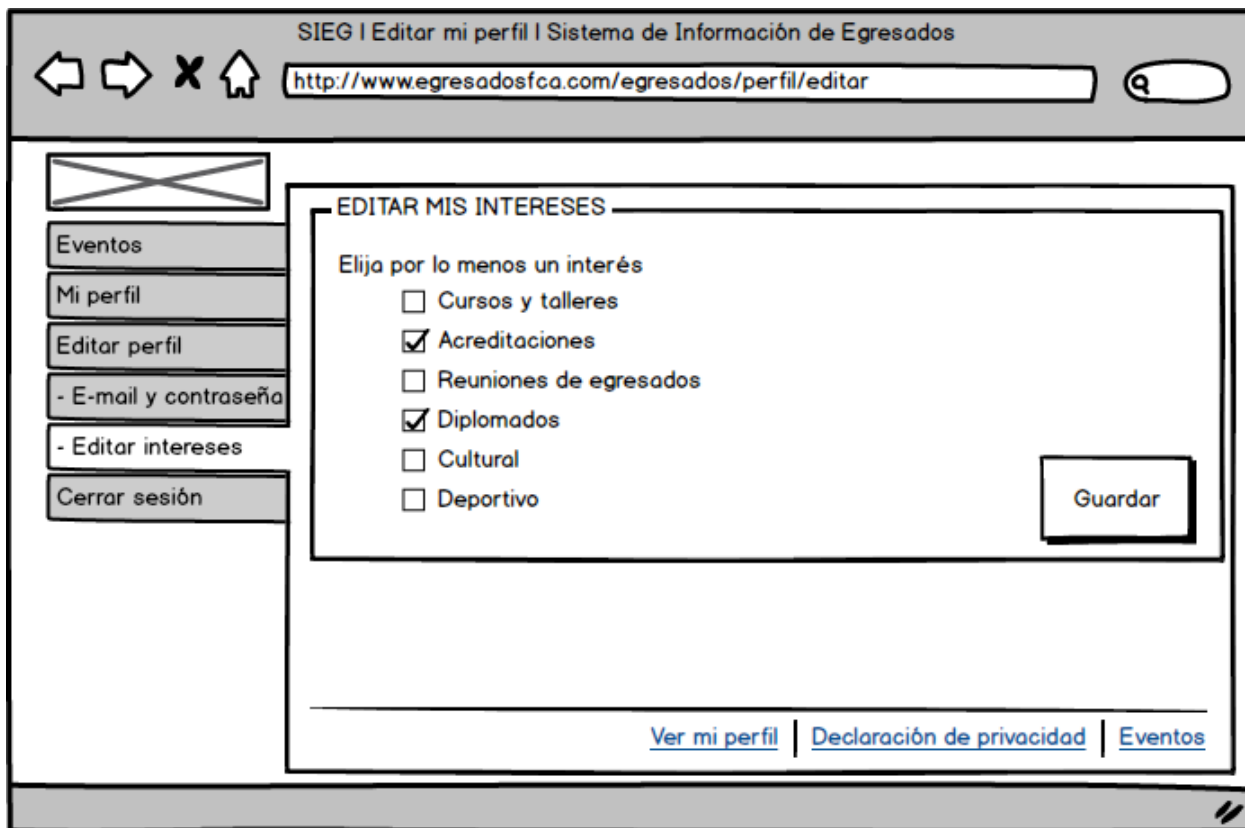 SIEG | Editar mi perfil | Sistema de Información de Egresados
http://www.egresadosfca.com/egresados/perfil/editar
Eventos
Mi perfil
Editar perfil
- E-mail y contraseña
- Editar intereses
Cerrar sesión
EDITAR MIS INTERESES
Elija por lo menos un interés
Cursos y talleres
Acreditaciones
Reuniones de egresados
Diplomados
Cultural
Deportivo
Guardar
Ver mi perfil | Declaración de privacidad | Eventos